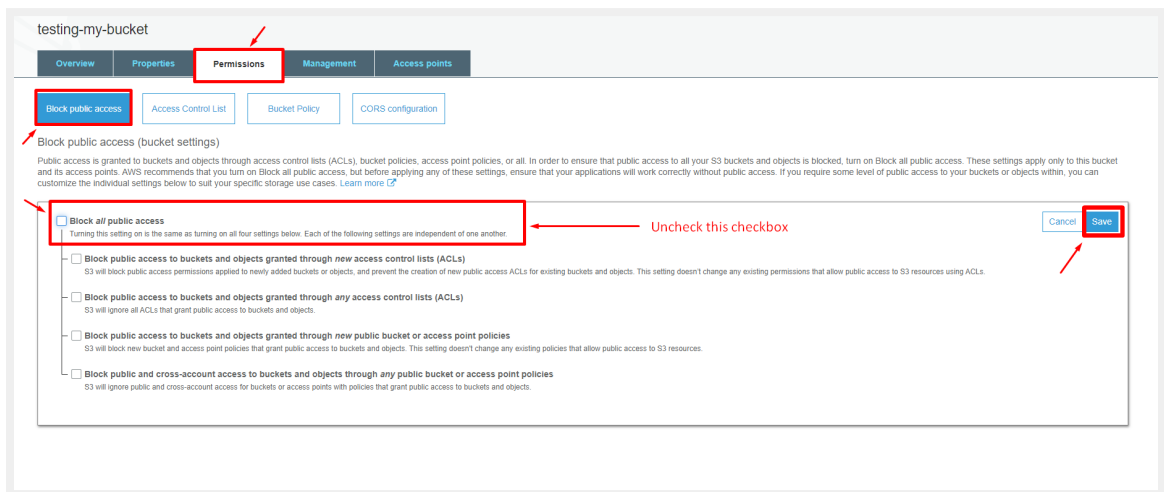 testing-my-bucket
Overview Properties Permissions Management Access points
Block public access Access Control List Bucket Policy CORS configuration
Block public access (bucket settings)
Public access is granted to buckets and objects through access control lists (ACLs), bucket policies, access point policies, or all. In order to ensure that public access to all your S3 buckets and objects is blocked, turn on Block all public access. These settings apply only to this bucket
and its access points. AWS recommends that you turn on Block all public access, but before applying any of these settings, ensure that your applications will work correctly without public access. If you require some level of public access to your buckets or objects within, you can
customize the individual settings below to suit your specific storage use cases. Learn more
Block all public access
Turning this setting on is the same as turning on all four settings below. Each of the following settings are independent of one another.
Uncheck this checkbox
Cancel Save
Block public access to buckets and objects granted through new access control lists (ACLs)
S3 will block public access permissions applied to newly added buckets or objects, and prevent the creation of new public access ACLs for existing buckets and objects. This setting doesn't change any existing permissions that allow public access to S3 resources using ACLs.
Block public access to buckets and objects granted through any access control lists (ACLs)
S3 will ignore all ACLs that grant public access to buckets and objects.
Block public access to buckets and objects granted through new public bucket or access point policies
S3 will block new bucket and access point policies that grant public access to buckets and objects. This setting doesn't change any existing policies that allow public access to S3 resources.
Block public and cross-account access to buckets and objects through any public bucket or access point policies
S3 will ignore public and cross-account access for buckets or access points with policies that grant public access to buckets and objects.